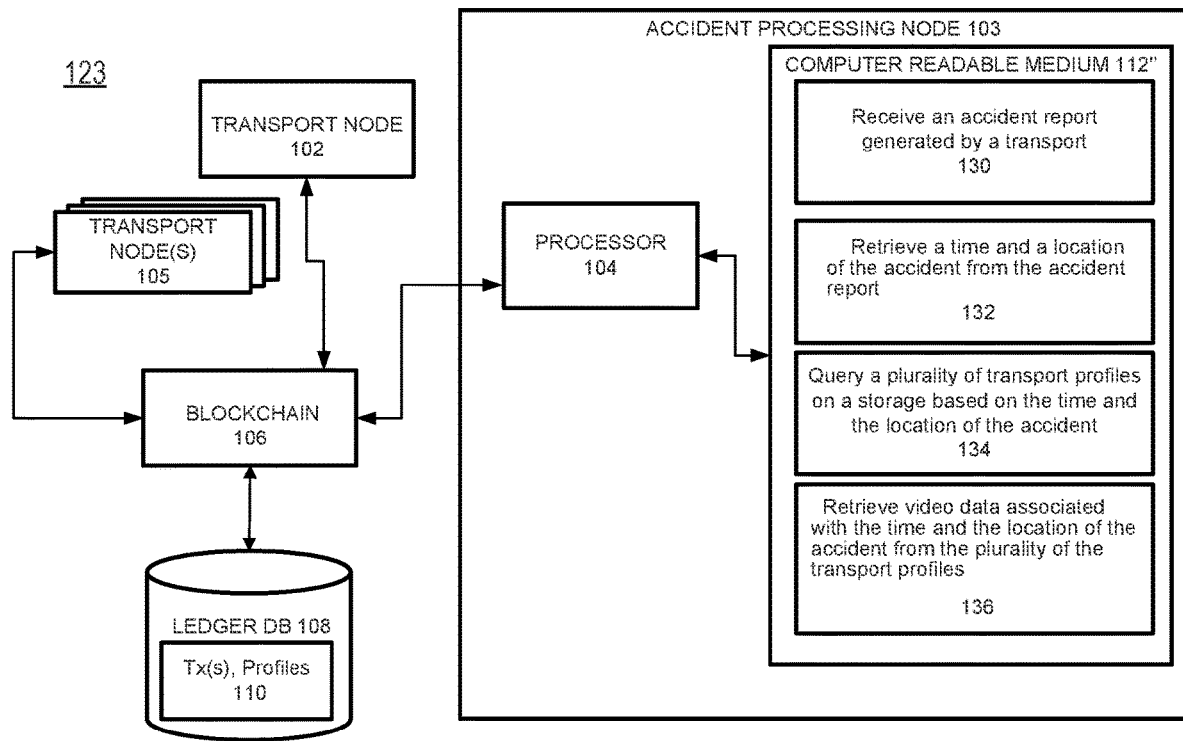 123
TRANSPORT NODE
102
TRANSPORT
NODE(S)
105
BLOCKCHAIN
106
LEDGER DB 108
Tx(s), Profiles
110
ACCIDENT PROCESSING NODE 103
PROCESSOR
104
COMPUTER READABLE MEDIUM 112"
Receive an accident report
generated by a transport
130
Retrieve a time and a location
of the accident from the accident
report
132
Query a plurality of transport profiles
on a storage based on the time and
the location of the accident
134
Retrieve video data associated
with the time and the location of the
accident from the plurality of the
transport profiles
136